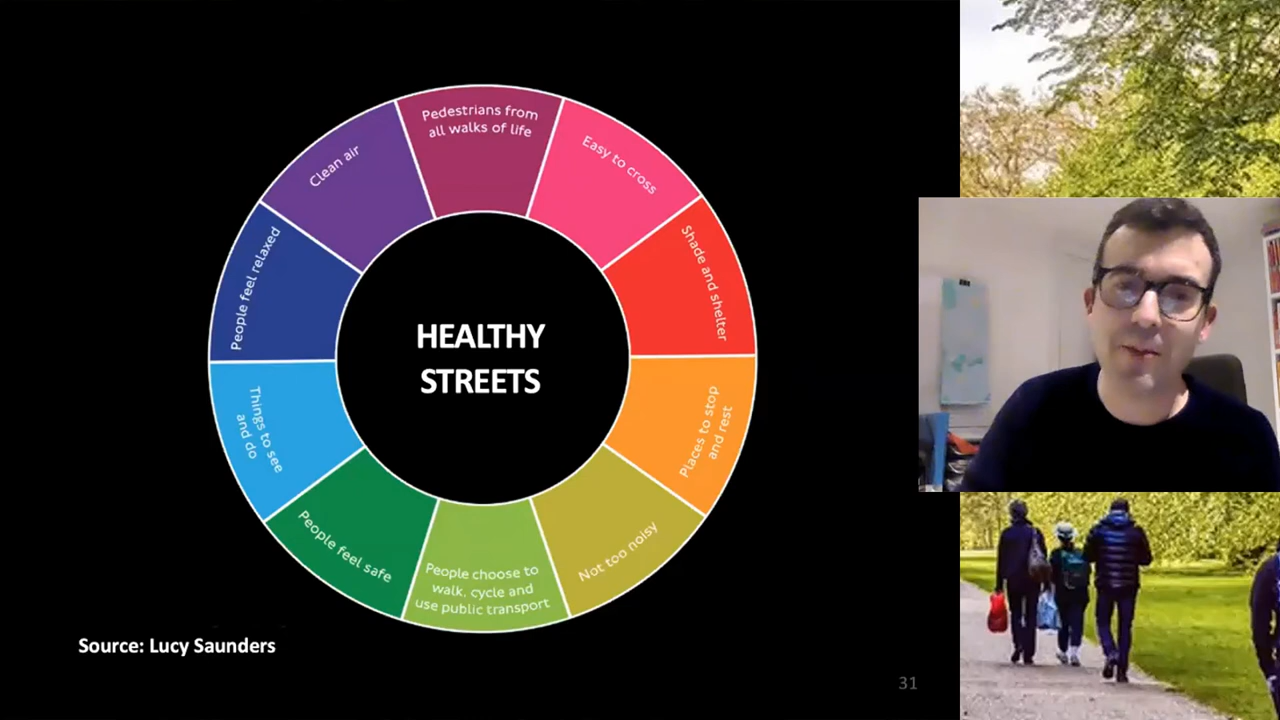 Pedestrians from
all walks of life
Easy to cross
Shade and shelter
Places to stop
and rest
Not too noisy
People choose to
walk, cycle and
use public transport
People feel safe
Things to see
and do
People feel relaxed
Clean air
HEALTHY
STREETS
Source: Lucy Saunders
31